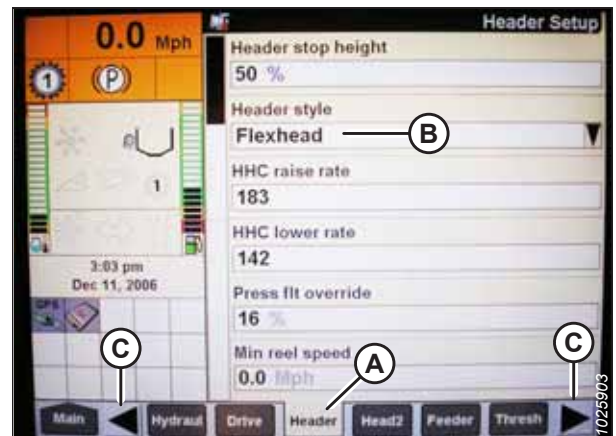 0.0 Mph
1
P
1
3:03 pm
Dec 11, 2006
GPS
Header Setup
Header stop height
50 %
Header style
Flexhead
B
HHC raise rate
183
HHC lower rate
142
Press flt override
16 %
Min reel speed
0.0 Mph
C
A
C
Main
Hydraul
Drive
Header
Head2
Feeder
Thresh
1025903